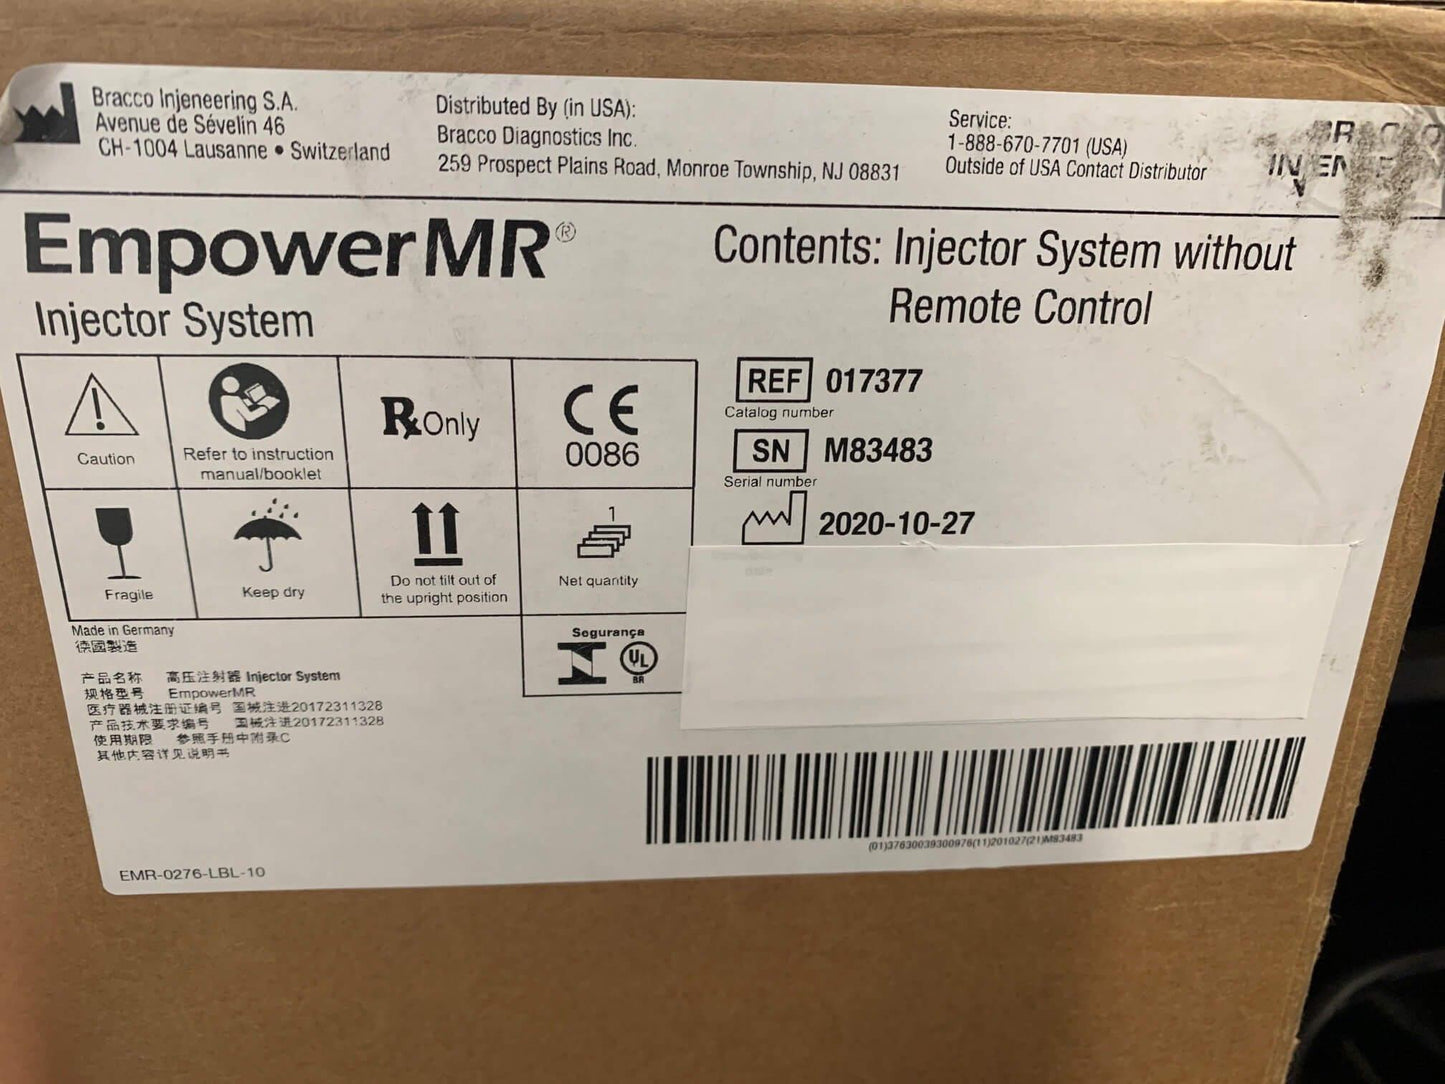 Bracco Injeneering S.A.
Avenue de Sévelin 46
CH-1004 Lausanne • Switzerland
Distributed By (in USA):
Bracco Diagnostics Inc.
259 Prospect Plains Road, Monroe Township, NJ 08831
Service:
1-888-670-7701 (USA)
Outside of USA Contact Distributor
EmpowerMR®
Injector System
Contents: Injector System without
Remote Control
Caution
Refer to instruction
manual/booklet
Rx Only
CE
0086
REF 017377
Catalog number
SN M83483
Serial number
2020-10-27
Fragile
Keep dry
Do not tilt out of
the upright position
1
Net quantity
Made in Germany
德國製造
Segurança
UL
BR
产品名称 高压注射器 Injector System
规格型号 EmpowerMR
医疗器械注册证编号 国械注进20172311328
产品技术要求编号 国械注进20172311328
使用期限 参照手册中附录C
其他内容详见说明书
(01)37630039300976(11)201027(21)M83483
EMR-0276-LBL-10